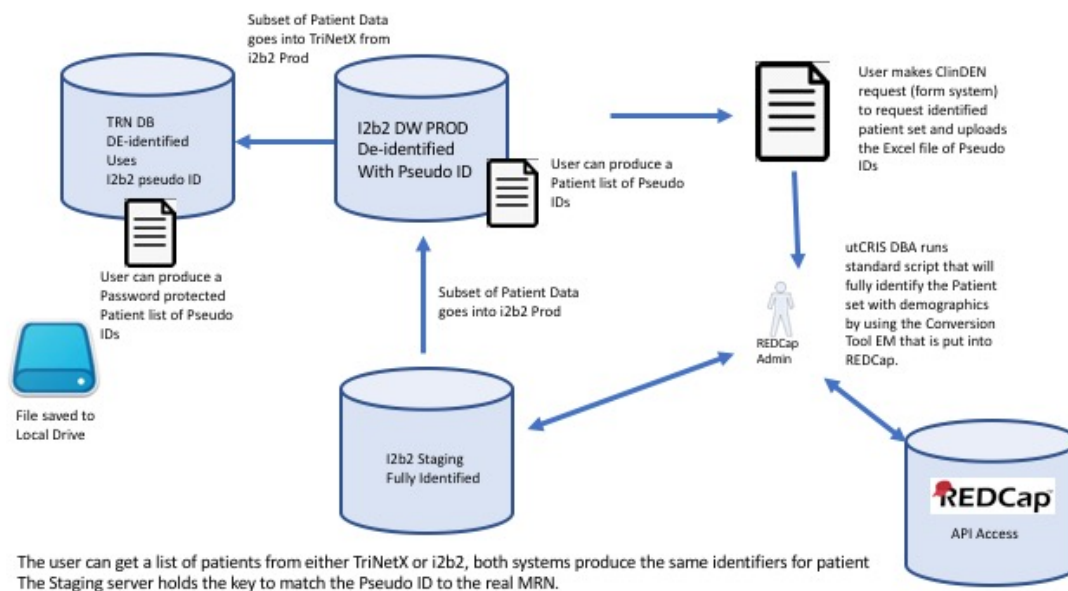 Subset of Patient Data
goes into TriNetX from
i2b2 Prod
TRN DB
DE-identified
Uses
I2b2 pseudo ID
I2b2 DW PROD
De-identified
With Pseudo ID
User makes ClinDEN
request (form system)
to request identified
patient set and uploads
the Excel file of Pseudo
IDs
User can produce a
Patient list of Pseudo
IDs
User can produce a
Password protected
Patient list of Pseudo
IDs
Subset of Patient Data
goes into i2b2 Prod
utCRIS DBA runs
standard script that will
fully identify the Patient
set with demographics
by using the Conversion
Tool EM that is put into
REDCap.
REDCap
Admin
File saved to
Local Drive
I2b2 Staging
Fully Identified
REDCap
API Access
The user can get a list of patients from either TriNetX or i2b2, both systems produce the same identifiers for patient
The Staging server holds the key to match the Pseudo ID to the real MRN.